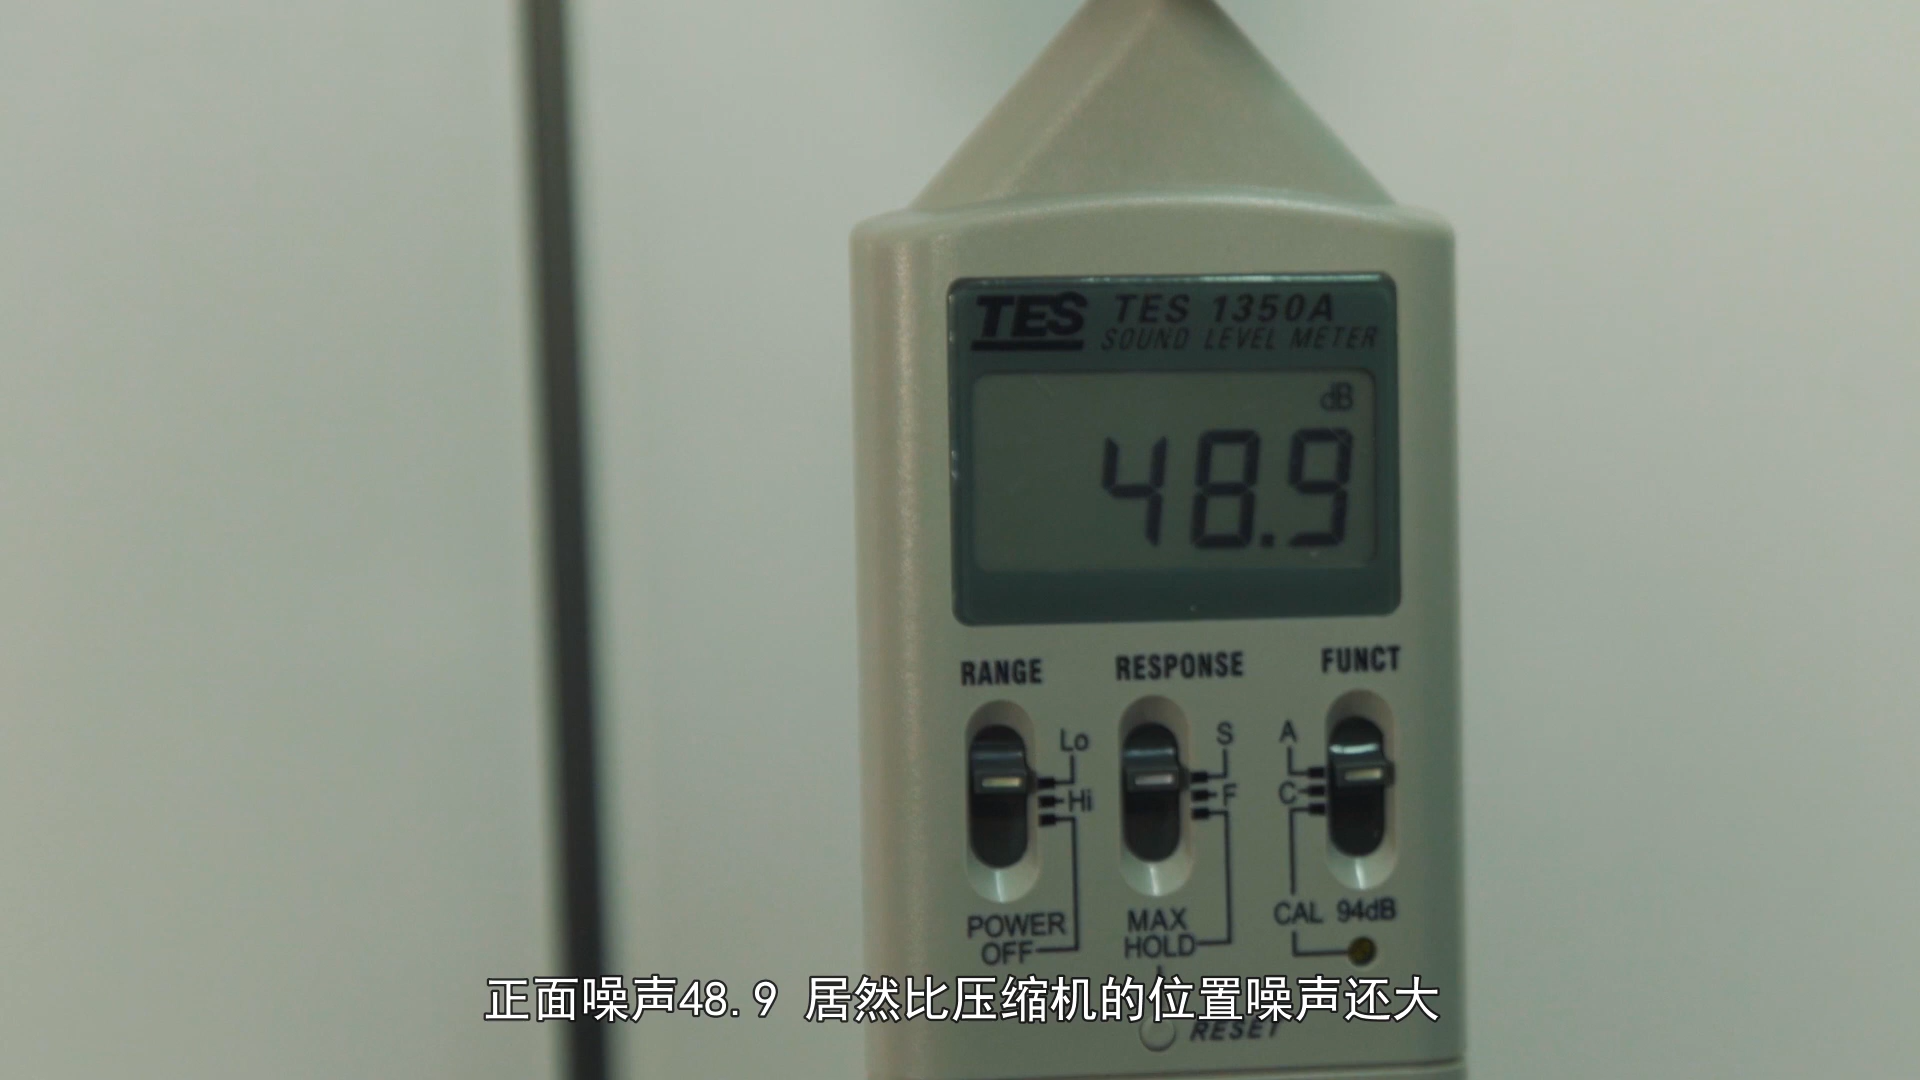 TES TES 1350A
SOUND LEVEL METER
dB
48.9
RANGE RESPONSE FUNCT
Lo S A
Hi F C
POWER OFF
MAX HOLD
CAL 94dB
正面噪声48.9 居然比压缩机的位置噪声还大
RESET